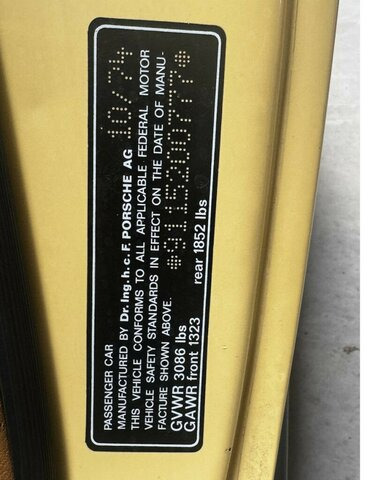 PASSENGER CAR
MANUFACTURED BY Dr. Ing. h. c. F. PORSCHE AG 10/74
THIS VEHICLE CONFORMS TO ALL APPLICABLE FEDERAL MOTOR
VEHICLE SAFETY STANDARDS IN EFFECT ON THE DATE OF MANU-
FACTURE SHOWN ABOVE. *9115200777*
GVWR 3086 lbs
GAWR front 1323 rear 1852 lbs